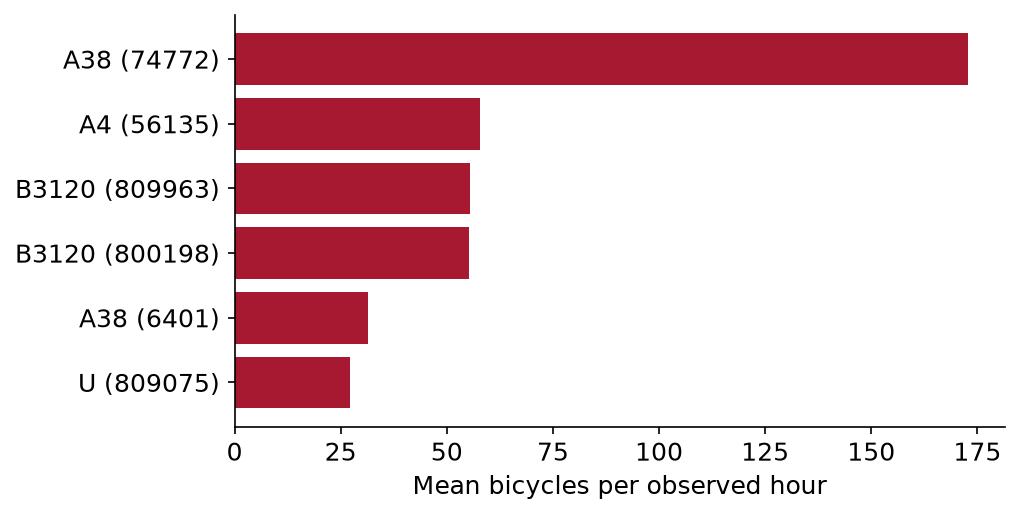 A38 (74772)
A4 (56135)
B3120 (809963)
B3120 (800198)
A38 (6401)
U (809075)
0 25 50 75 100 125 150 175
Mean bicycles per observed hour